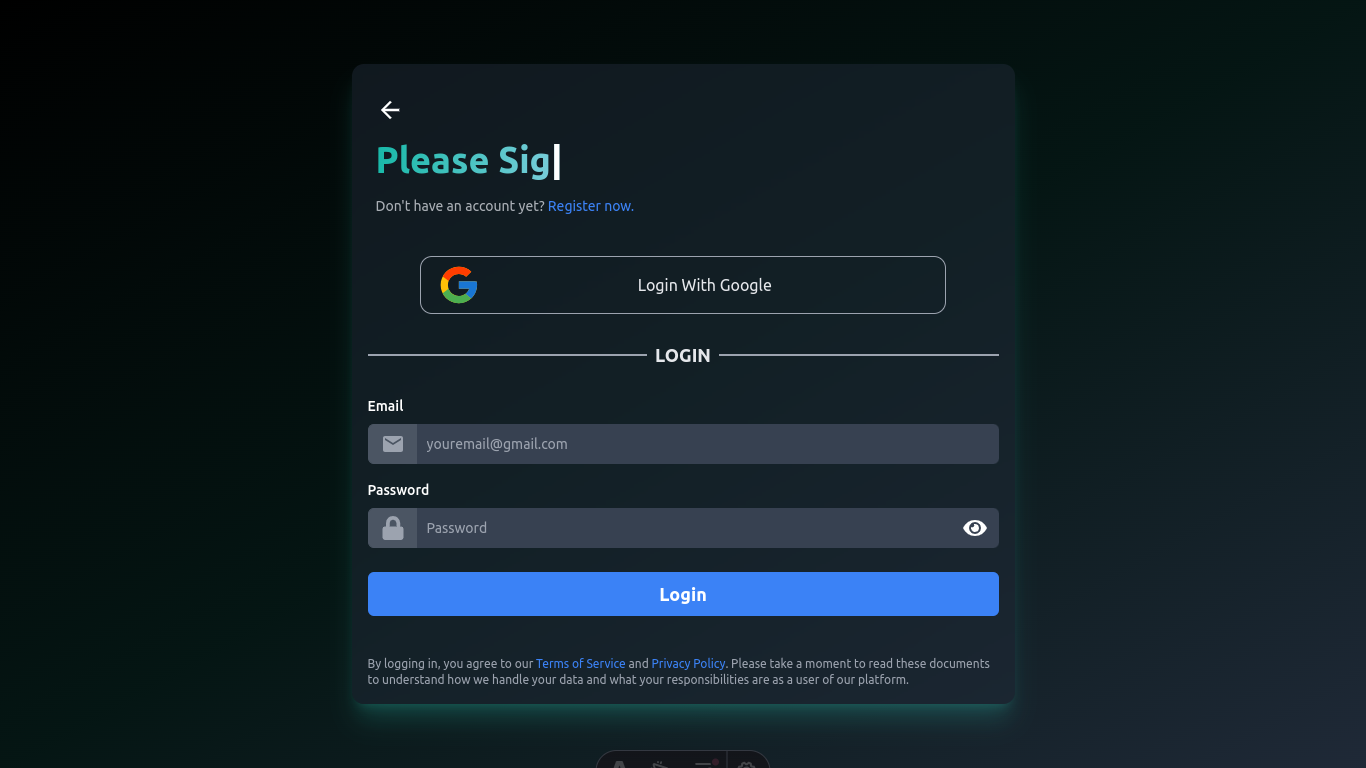 Please Sig
Don't have an account yet? Register now.
Login With Google
LOGIN
Email
youremail@gmail.com
Password
Password
Login
By logging in, you agree to our Terms of Service and Privacy Policy. Please take a moment to read these documents
to understand how we handle your data and what your responsibilities are as a user of our platform.